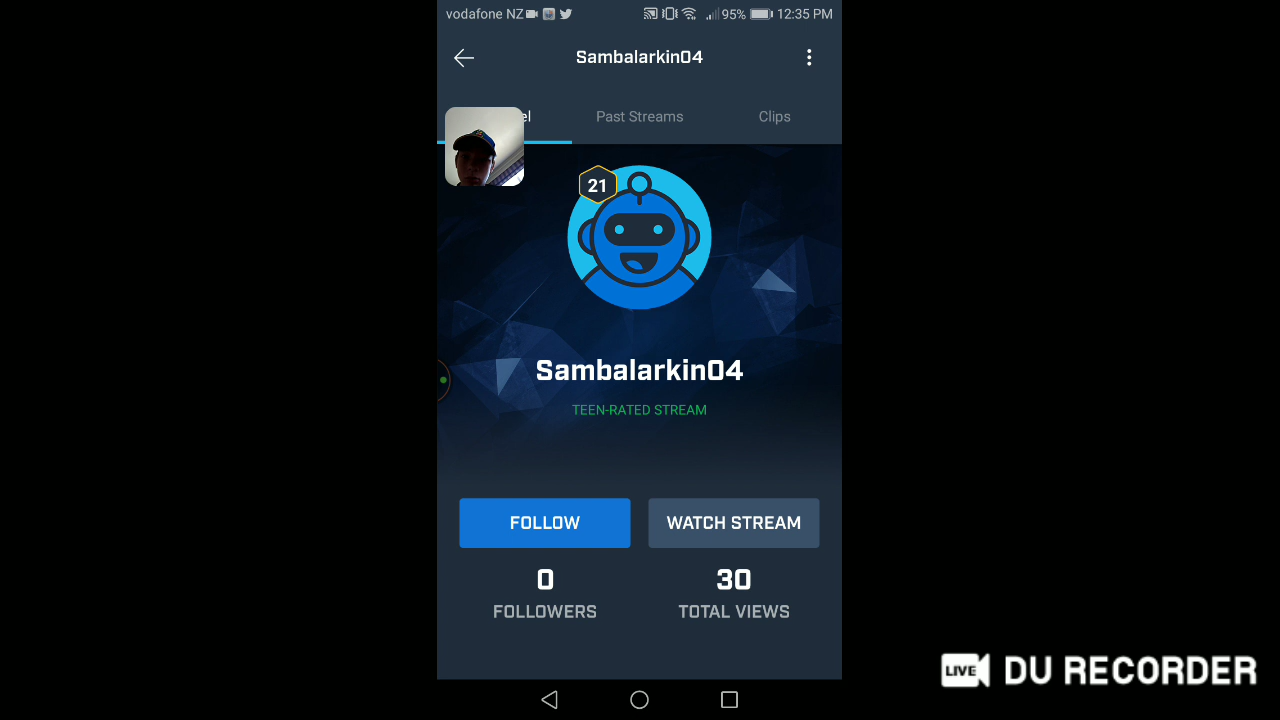 vodafone NZ 95% 12:35 PM
Sambalarkin04
el Past Streams Clips
21
Sambalarkin04
TEEN-RATED STREAM
FOLLOW WATCH STREAM
0 30
FOLLOWERS TOTAL VIEWS
LIVE DU RECORDER